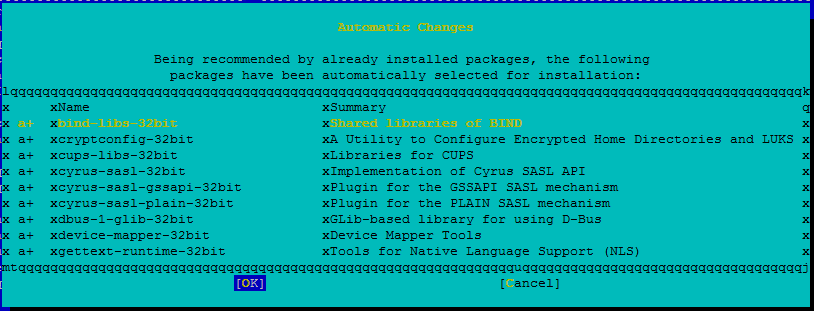 Automatic Changes
Being recommended by already installed packages, the following
packages have been automatically selected for installation:
lqqqqqqqqqqqqqqqqqqqqqqqqqqqqqqqqqqqqqqqqqqqqqqqqqqqqqqqqqqqqqqqqqqqqqqqqqqqqqqqqqqqqqqqqqqqqqqqqqqqk
x xName xSummary q
x a+ xbind-libs-32bit xShared libraries of BIND x
x a+ xcryptconfig-32bit xA Utility to Configure Encrypted Home Directories and LUKS x
x a+ xcups-libs-32bit xLibraries for CUPS x
x a+ xcyrus-sasl-32bit xImplementation of Cyrus SASL API x
x a+ xcyrus-sasl-gssapi-32bit xPlugin for the GSSAPI SASL mechanism x
x a+ xcyrus-sasl-plain-32bit xPlugin for the PLAIN SASL mechanism x
x a+ xdbus-1-glib-32bit xGLib-based library for using D-Bus x
x a+ xdevice-mapper-32bit xDevice Mapper Tools x
x a+ xgettext-runtime-32bit xTools for Native Language Support (NLS) x
mtqqqqqqqqqqqqqqqqqqqqqqqqqqqqqqqqqqqqqqqqqqqqqqqqqqqqqqqqqqqqqqquqqqqqqqqqqqqqqqqqqqqqqqqqqqqqqqqqqqj
[OK] [Cancel]